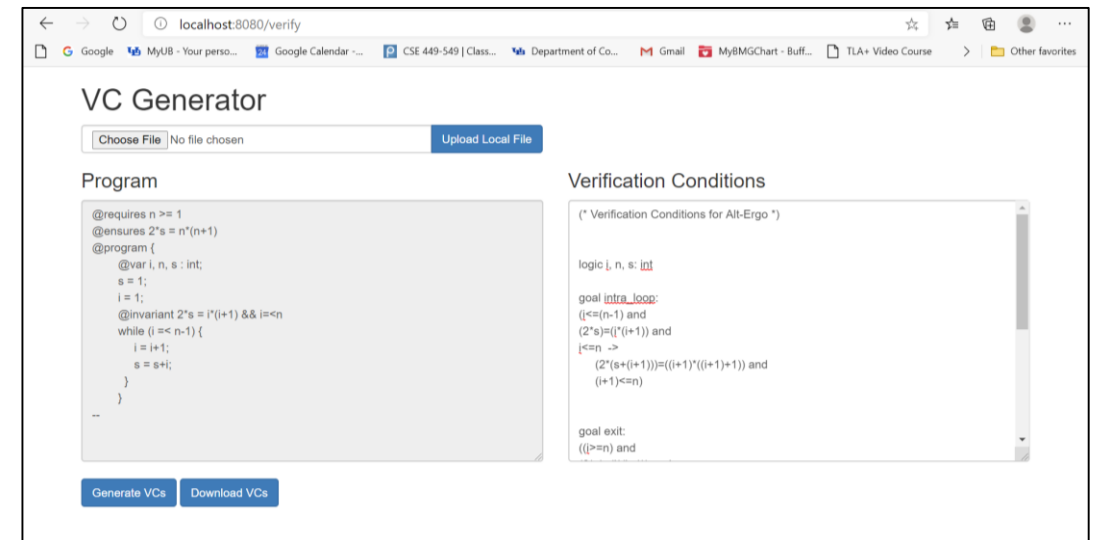 localhost:8080/verify
Google MyUB - Your perso... 24 Google Calendar -... CSE 449-549 | Class... Department of Co... Gmail MyBMGChart - Buff... TLA+ Video Course Other favorites
VC Generator
Choose File No file chosen Upload Local File
Program
@requires n >= 1
@ensures 2*s = n*(n+1)
@program {
@var i, n, s : int;
s = 1;
i = 1;
@invariant 2*s = i*(i+1) && i=<n
while (i =< n-1) {
i = i+1;
s = s+i;
}
}
--
Verification Conditions
(* Verification Conditions for Alt-Ergo *)
logic i, n, s: int
goal intra_loop:
(i<=(n-1) and
(2*s)=(i*(i+1)) and
i<=n ->
(2*(s+(i+1)))=((i+1)*((i+1)+1)) and
(i+1)<=n)
goal exit:
((i>=n) and
Generate VCs Download VCs